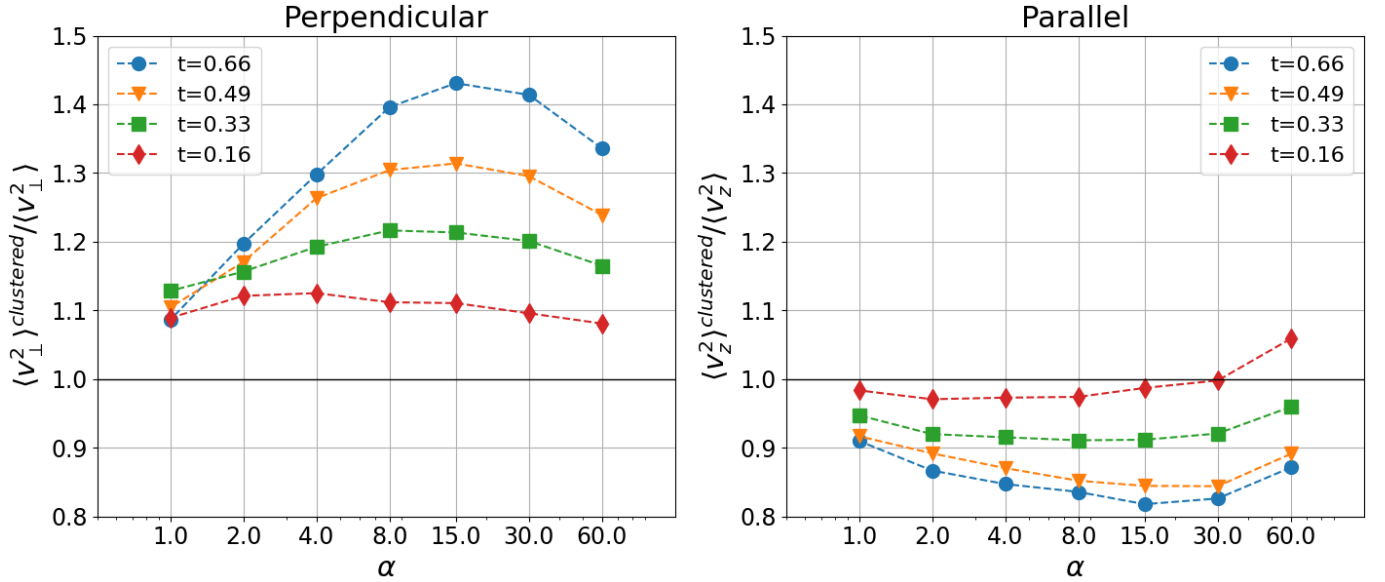 Perpendicular
1.5
1.4
1.3
1.2
1.1
1.0
0.9
0.8
⟨v²⊥⟩ᶜˡᵘˢᵗᵉʳᵉᵈ/⟨v²⊥⟩
t=0.66
t=0.49
t=0.33
t=0.16
1.0 2.0 4.0 8.0 15.0 30.0 60.0
α
Parallel
1.5
1.4
1.3
1.2
1.1
1.0
0.9
0.8
⟨v_z²⟩ᶜˡᵘˢᵗᵉʳᵉᵈ/⟨v_z²⟩
t=0.66
t=0.49
t=0.33
t=0.16
1.0 2.0 4.0 8.0 15.0 30.0 60.0
α